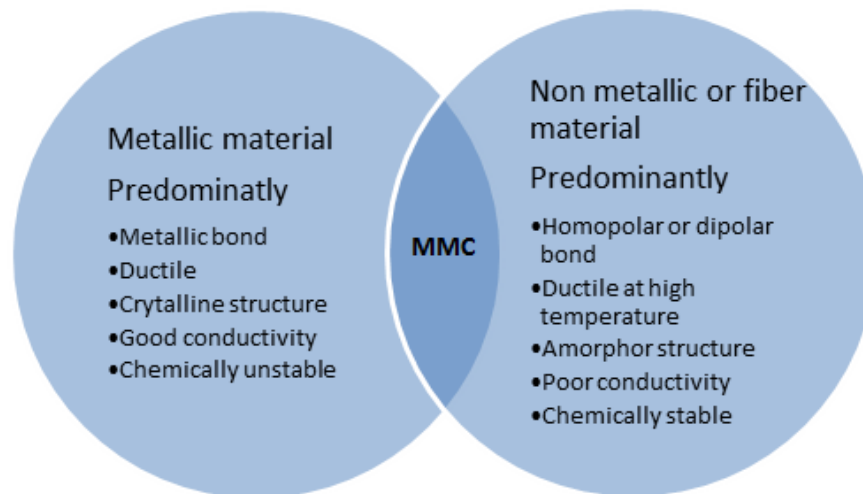 Metallic material
Predominatly
•Metallic bond
•Ductile
•Crytalline structure
•Good conductivity
•Chemically unstable
MMC
Non metallic or fiber
material
Predominantly
•Homopolar or dipolar
bond
•Ductile at high
temperature
•Amorphor structure
•Poor conductivity
•Chemically stable